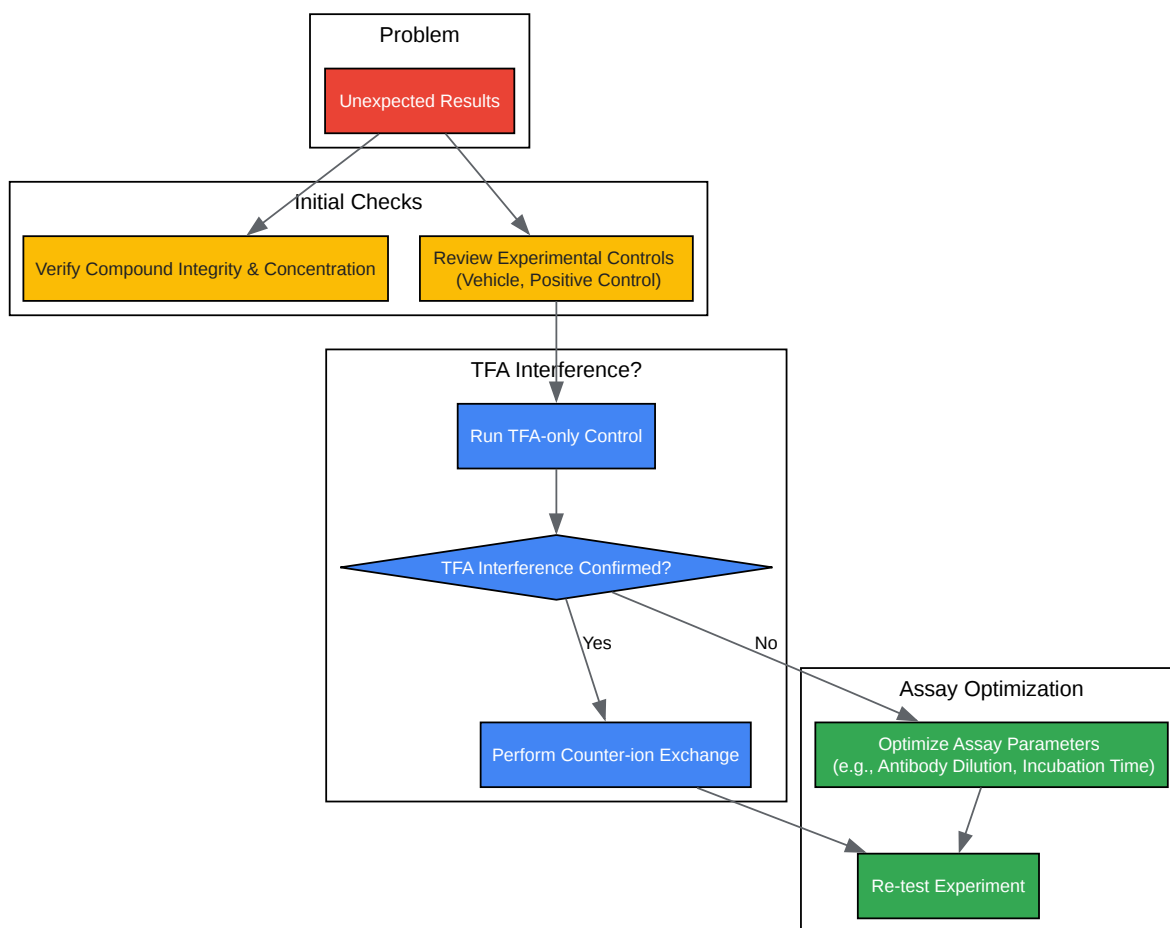 Problem
Unexpected Results
Initial Checks
Verify Compound Integrity & Concentration
Review Experimental Controls
(Vehicle, Positive Control)
TFA Interference?
Run TFA-only Control
TFA Interference Confirmed?
Yes
No
Assay Optimization
Perform Counter-ion Exchange
Optimize Assay Parameters
(e.g., Antibody Dilution, Incubation Time)
Re-test Experiment